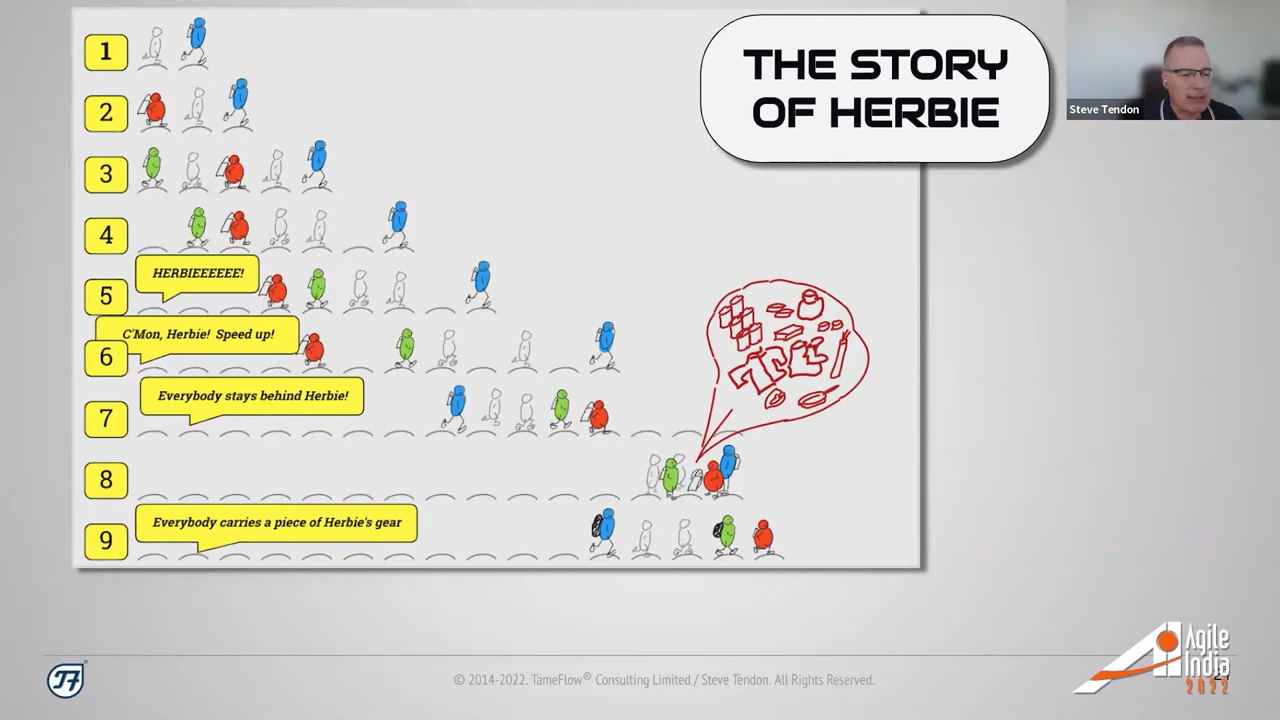 THE STORY
OF HERBIE
Steve Tendon
1
2
3
4
HERBIEEEEEE!
5
C'Mon, Herbie! Speed up!
6
Everybody stays behind Herbie!
7
8
Everybody carries a piece of Herbie's gear
9
© 2014-2022. TameFlow® Consulting Limited / Steve Tendon. All Rights Reserved.
Agile
India
2022